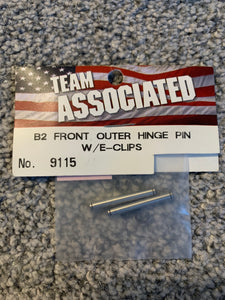 TEAM
ASSOCIATED
B2 FRONT OUTER HINGE PIN
W/E-CLIPS
No. 9115